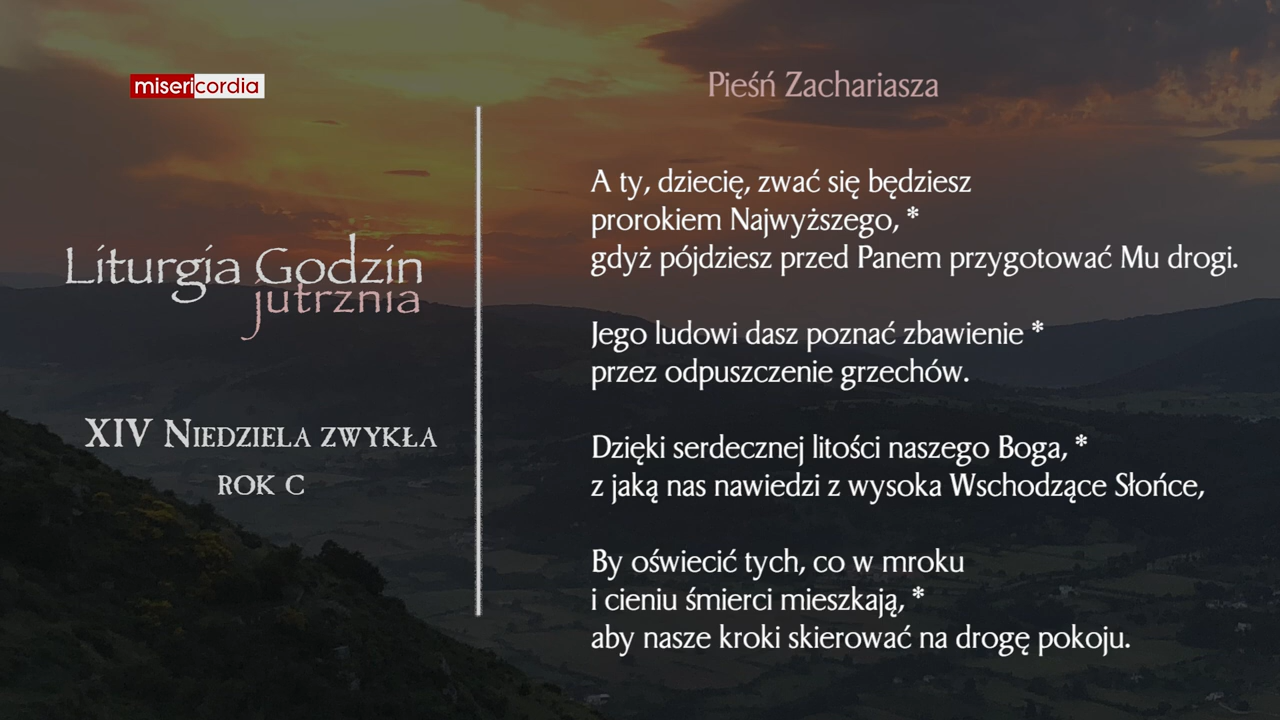 misericordia
Liturgia Godzin
jutrznia
XIV Niedziela zwykła
rok C
Pieśń Zachariasza
A ty, dziecię, zwać się będziesz
prorokiem Najwyższego, *
gdyż pójdziesz przed Panem przygotować Mu drogi.
Jego ludowi dasz poznać zbawienie *
przez odpuszczenie grzechów.
Dzięki serdecznej litości naszego Boga, *
z jaką nas nawiedzi z wysoka Wschodzące Słońce,
By oświecić tych, co w mroku
i cieniu śmierci mieszkają, *
aby nasze kroki skierować na drogę pokoju.